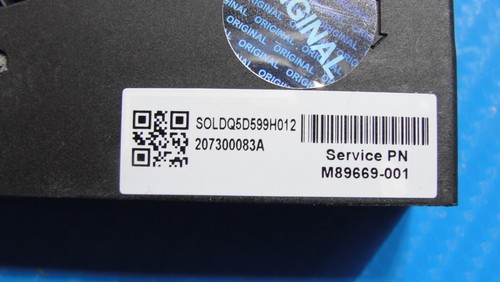 ORIGINAL
SOLDQ5D599H012
207300083A
Service PN
M89669-001